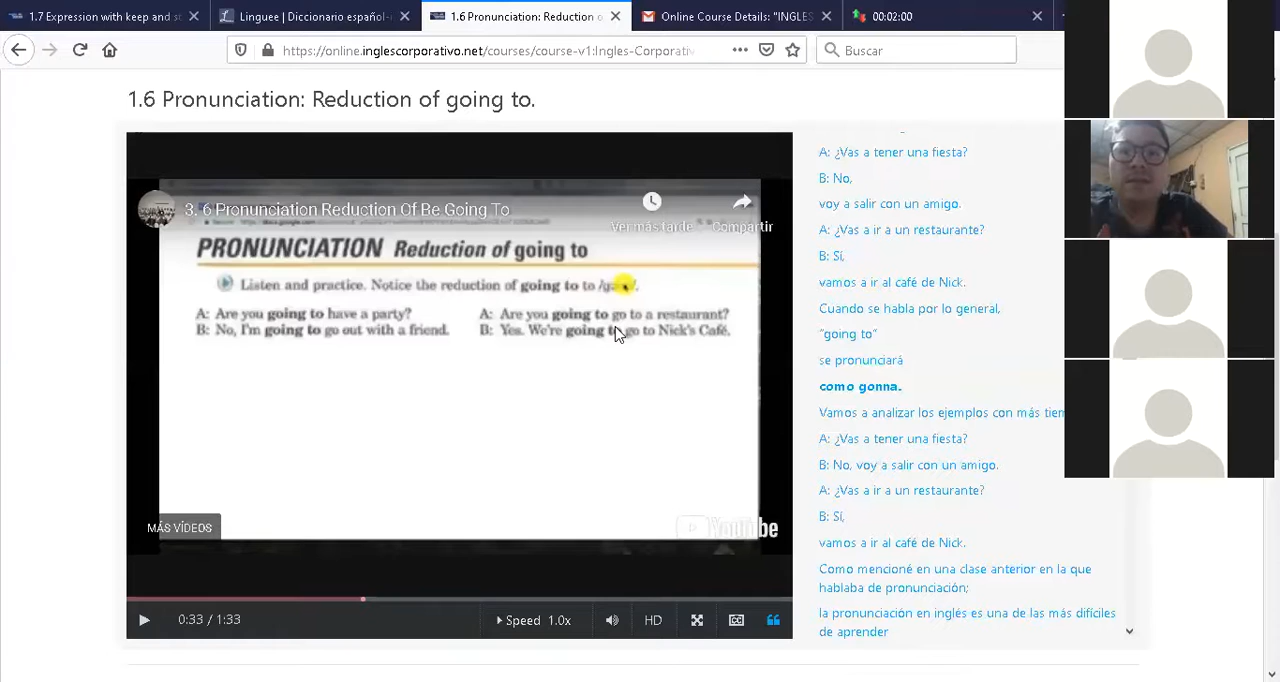 1.7 Expression with keep and s
Linguee | Diccionario español-
1.6 Pronunciation: Reduction o
Online Course Details: "INGLES
00:02:00
https://online.inglescorporativo.net/courses/course-v1:Ingles-Corporativ
Buscar
1.6 Pronunciation: Reduction of going to.
3. 6 Pronunciation Reduction Of Be Going To
Ver más tarde
Compartir
PRONUNCIATION Reduction of going to
Listen and practice. Notice the reduction of going to to
A: Are you going to have a party?
B: No, I'm going to go out with a friend.
A: Are you going to go to a restaurant?
B: Yes. We're going to go to Nick's Café.
MÁS VÍDEOS
YouTube
0:33 / 1:33
Speed 1.0x
HD
A: ¿Vas a tener una fiesta?
B: No,
voy a salir con un amigo.
A: ¿Vas a ir a un restaurante?
B: Sí,
vamos a ir al café de Nick.
Cuando se habla por lo general,
"going to"
se pronunciará
como gonna.
Vamos a analizar los ejemplos con más tiem
A: ¿Vas a tener una fiesta?
B: No, voy a salir con un amigo.
A: ¿Vas a ir a un restaurante?
B: Sí,
vamos a ir al café de Nick.
Como mencioné en una clase anterior en la que
hablaba de pronunciación;
la pronunciación en inglés es una de las más difíciles
de aprender